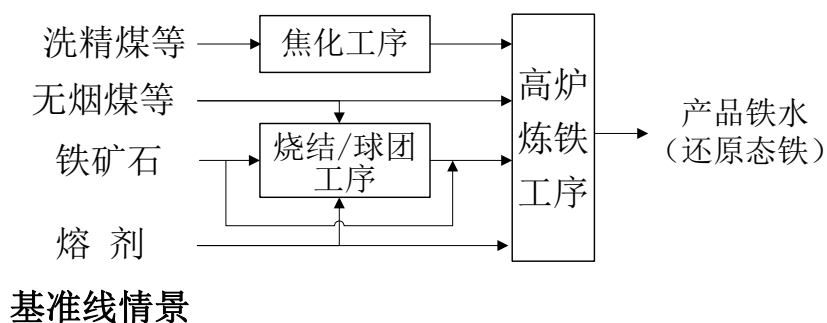 洗精煤等
焦化工序
无烟煤等
铁矿石
烧结/球团
工序
熔 剂
高炉
炼铁
工序
产品铁水
（还原态铁）
基准线情景